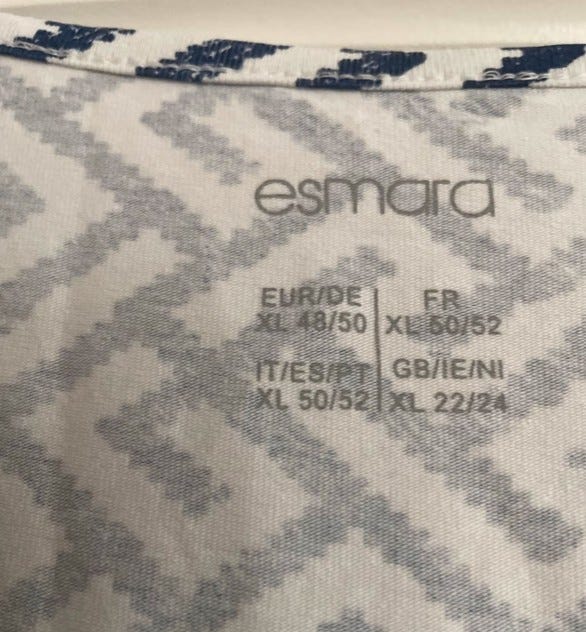 esmara
EUR/DE
XL 48/50
FR
XL 50/52
IT/ES/PT
XL 50/52
GB/IE/NI
XL 22/24